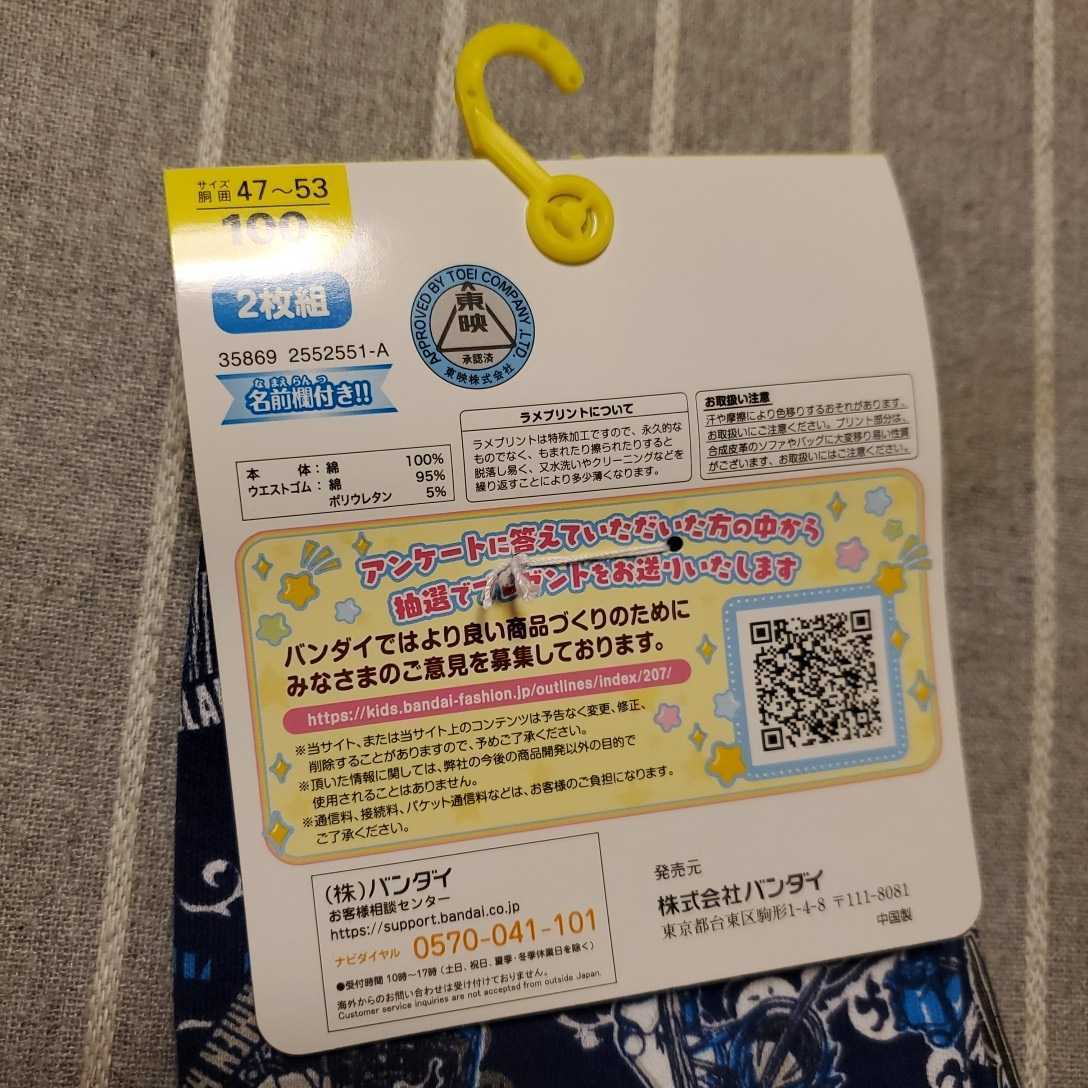 サイズ
胴囲 47～53
100
2枚組
35869 2552551-A
なまえらんつ
名前欄付き!!
APPROVED BY TOEI COMPANY, LTD.
東映
承認済
東映株式会社
本　　体：綿 100%
ウエストゴム：綿 95%
ポリウレタン 5%
ラメプリントについて
ラメプリントは特殊加工ですので、永久的な
ものでなく、もまれたり擦られたりすると
脱落し易く、又水洗いやクリーニングなどを
繰り返すことにより多少薄くなります。
お取扱い注意
汗や摩擦により色移りするおそれがあります。
お取扱いにご注意ください。プリント部分は、
合成皮革のソファやバッグに大変移り易い性質
がございます、お取扱いにはご注意ください。
アンケートに答えていただいた方の中から
抽選で ゼントをお送りいたします
バンダイではより良い商品づくりのために
みなさまのご意見を募集しております。
https://kids.bandai-fashion.jp/outlines/index/207/
※当サイト、または当サイト上のコンテンツは予告なく変更、修正、
削除することがありますので、予めご了承ください。
※頂いた情報に関しては、弊社の今後の商品開発以外の目的で
使用されることはありません。
※通信料、接続料、パケット通信料などは、お客様のご負担になります。
ご了承ください。
(株)バンダイ
お客様相談センター
https://support.bandai.co.jp
ナビダイヤル 0570-041-101
●受付時間 10時～17時（土日、祝日、夏季・冬季休業日を除く）
海外からのお問い合わせは受け付けておりません。
Customer service inquiries are not accepted from outside Japan.
発売元
株式会社バンダイ
東京都台東区駒形1-4-8 〒111-8081
中国製